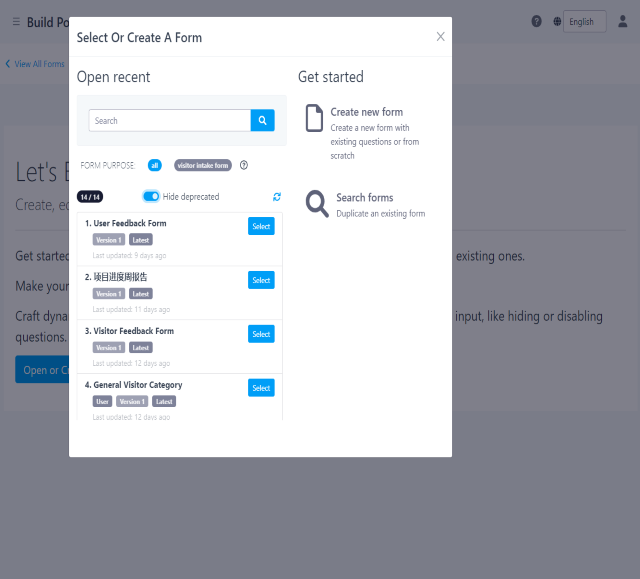 Build Po
English
View All Forms
Select Or Create A Form
Open recent
Search
FORM PURPOSE:
all
visitor intake form
14 / 14
Hide deprecated
1. User Feedback Form
Select
Version 1
Latest
Last updated: 9 days ago
2. 项目进度周报告
Select
Version 1
Latest
Last updated: 11 days ago
3. Visitor Feedback Form
Select
Version 1
Latest
Last updated: 12 days ago
4. General Visitor Category
Select
User
Version 1
Latest
Last updated: 12 days ago
Get started
Create new form
Create a new form with
existing questions or from
scratch
Search forms
Duplicate an existing form
Let's
Create, ed
Get started
existing ones.
Make your
Craft dyna
input, like hiding or disabling
questions.
Open or Cr